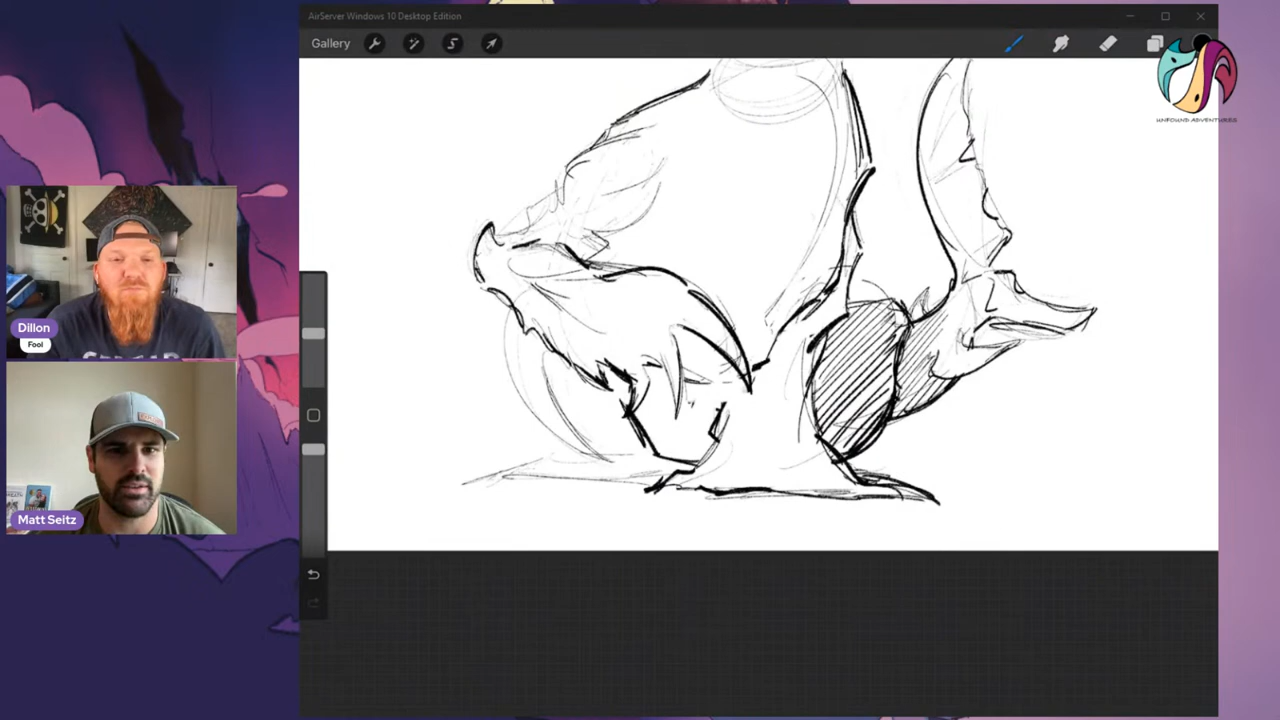 AirServer Windows 10 Desktop Edition
Gallery
UNFOUND ADVENTURES
Dillon
Fool
Matt Seitz